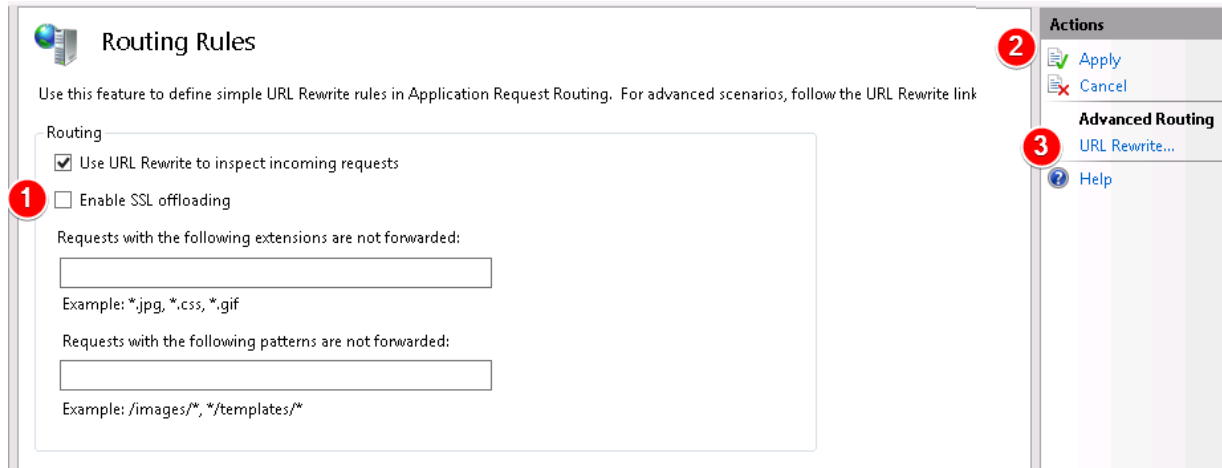 Routing Rules
Use this feature to define simple URL Rewrite rules in Application Request Routing. For advanced scenarios, follow the URL Rewrite link
Routing
Use URL Rewrite to inspect incoming requests
1
Enable SSL offloading
Requests with the following extensions are not forwarded:
Example: *.jpg, *.css, *.gif
Requests with the following patterns are not forwarded:
Example: /images/*, */templates/*
Actions
2
Apply
Cancel
Advanced Routing
3
URL Rewrite...
Help